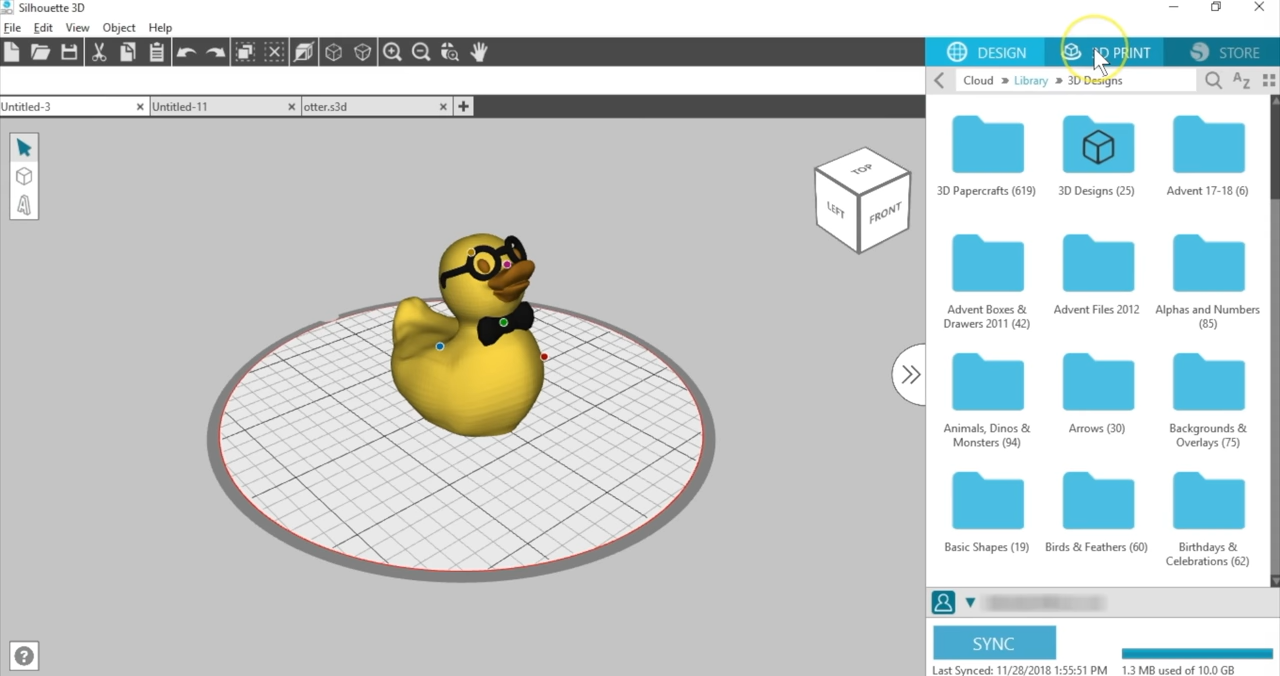 Silhouette 3D
File Edit View Object Help
DESIGN 3D PRINT STORE
Cloud » Library » 3D Designs
Untitled-3 × Untitled-11 × otter.s3d ×
TOP
LEFT FRONT
3D Papercrafts (619) 3D Designs (25) Advent 17-18 (6)
Advent Boxes & Advent Files 2012 Alphas and Numbers
Drawers 2011 (42) (85)
Animals, Dinos & Arrows (30) Backgrounds &
Monsters (94) Overlays (75)
Basic Shapes (19) Birds & Feathers (60) Birthdays &
Celebrations (62)
SYNC
Last Synced: 11/28/2018 1:55:51 PM 1.3 MB used of 10.0 GB